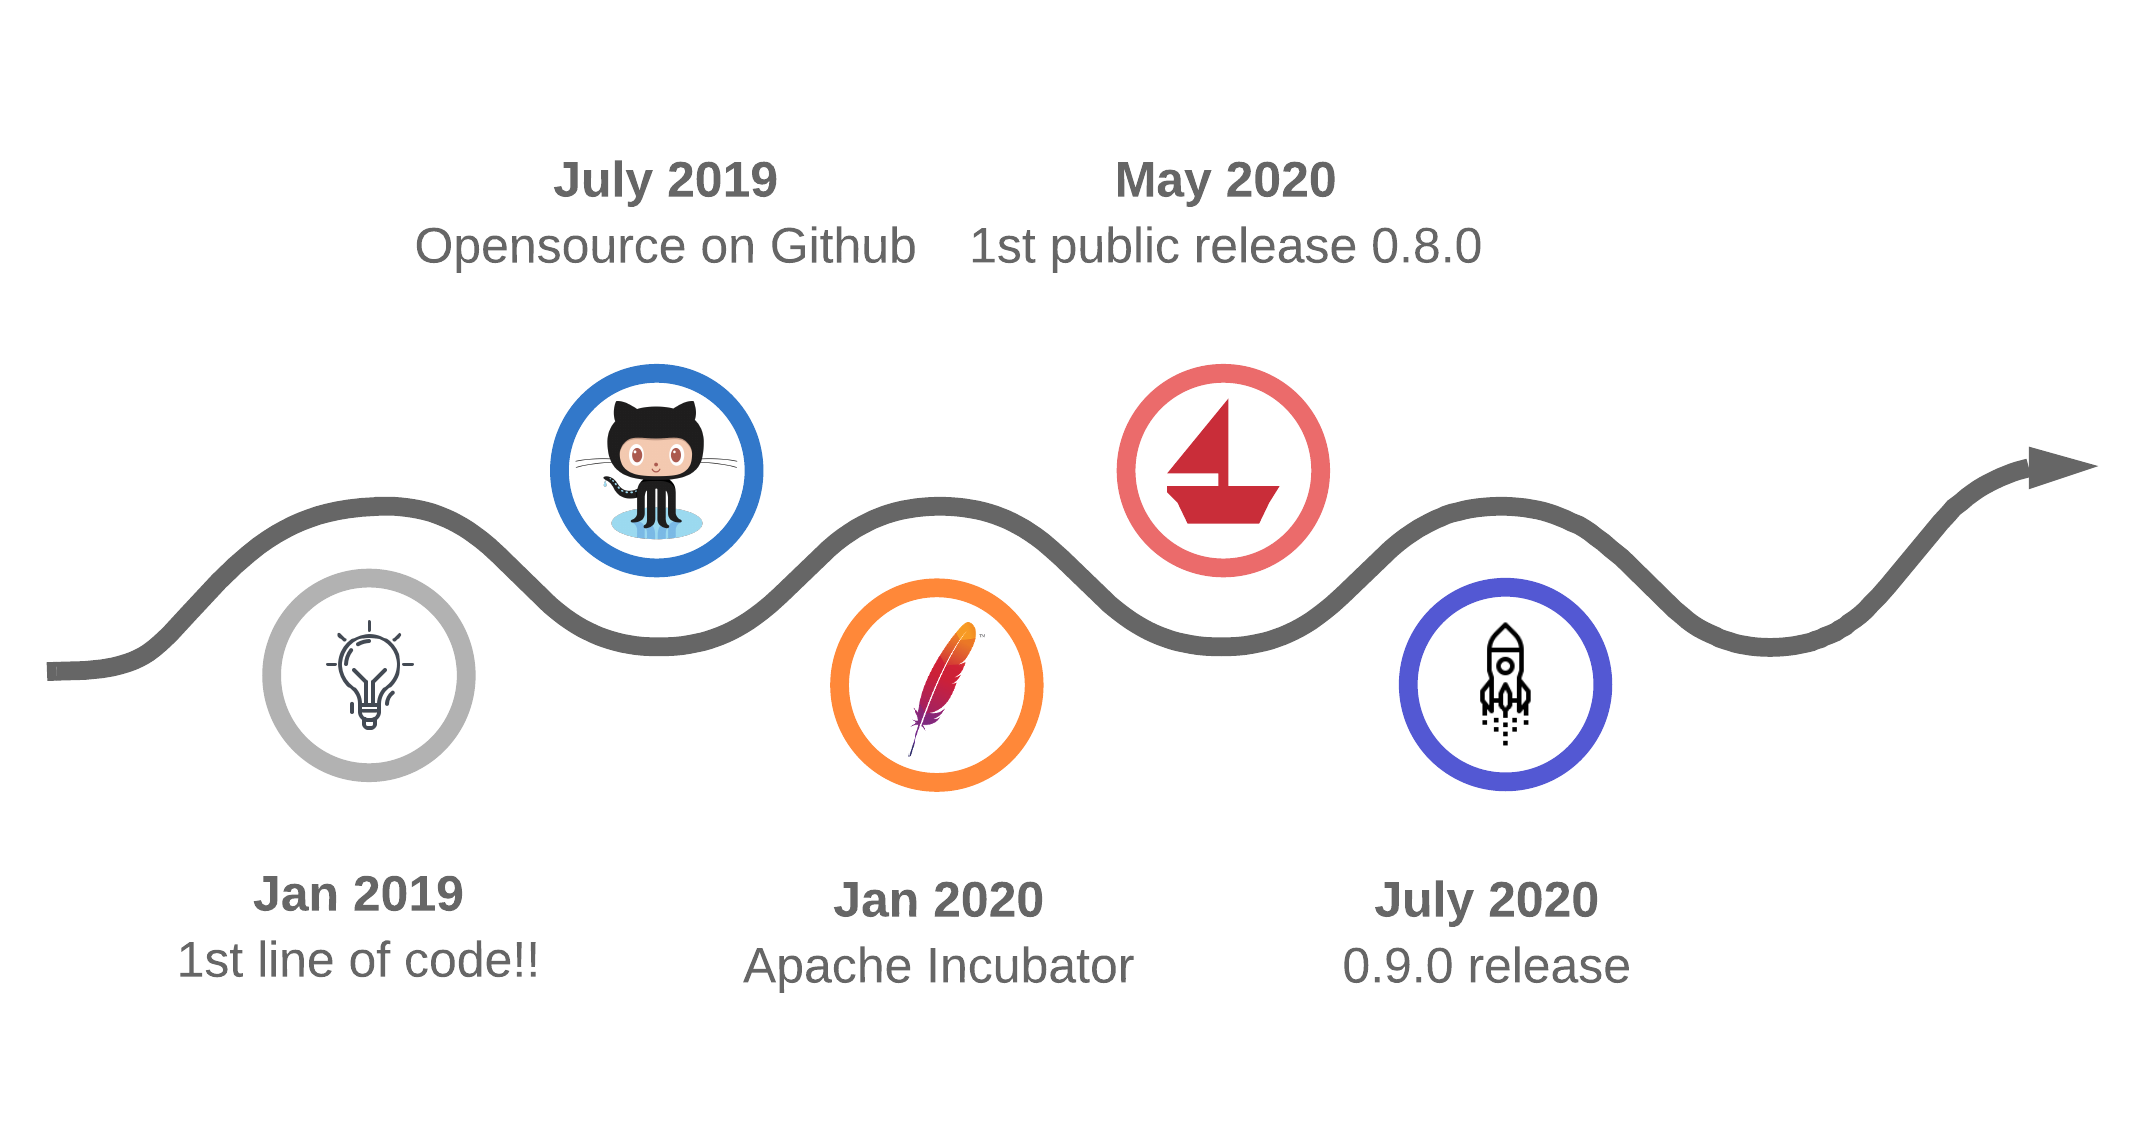 July 2019
Opensource on Github
May 2020
1st public release 0.8.0
TM
Jan 2019
1st line of code!!
Jan 2020
Apache Incubator
July 2020
0.9.0 release